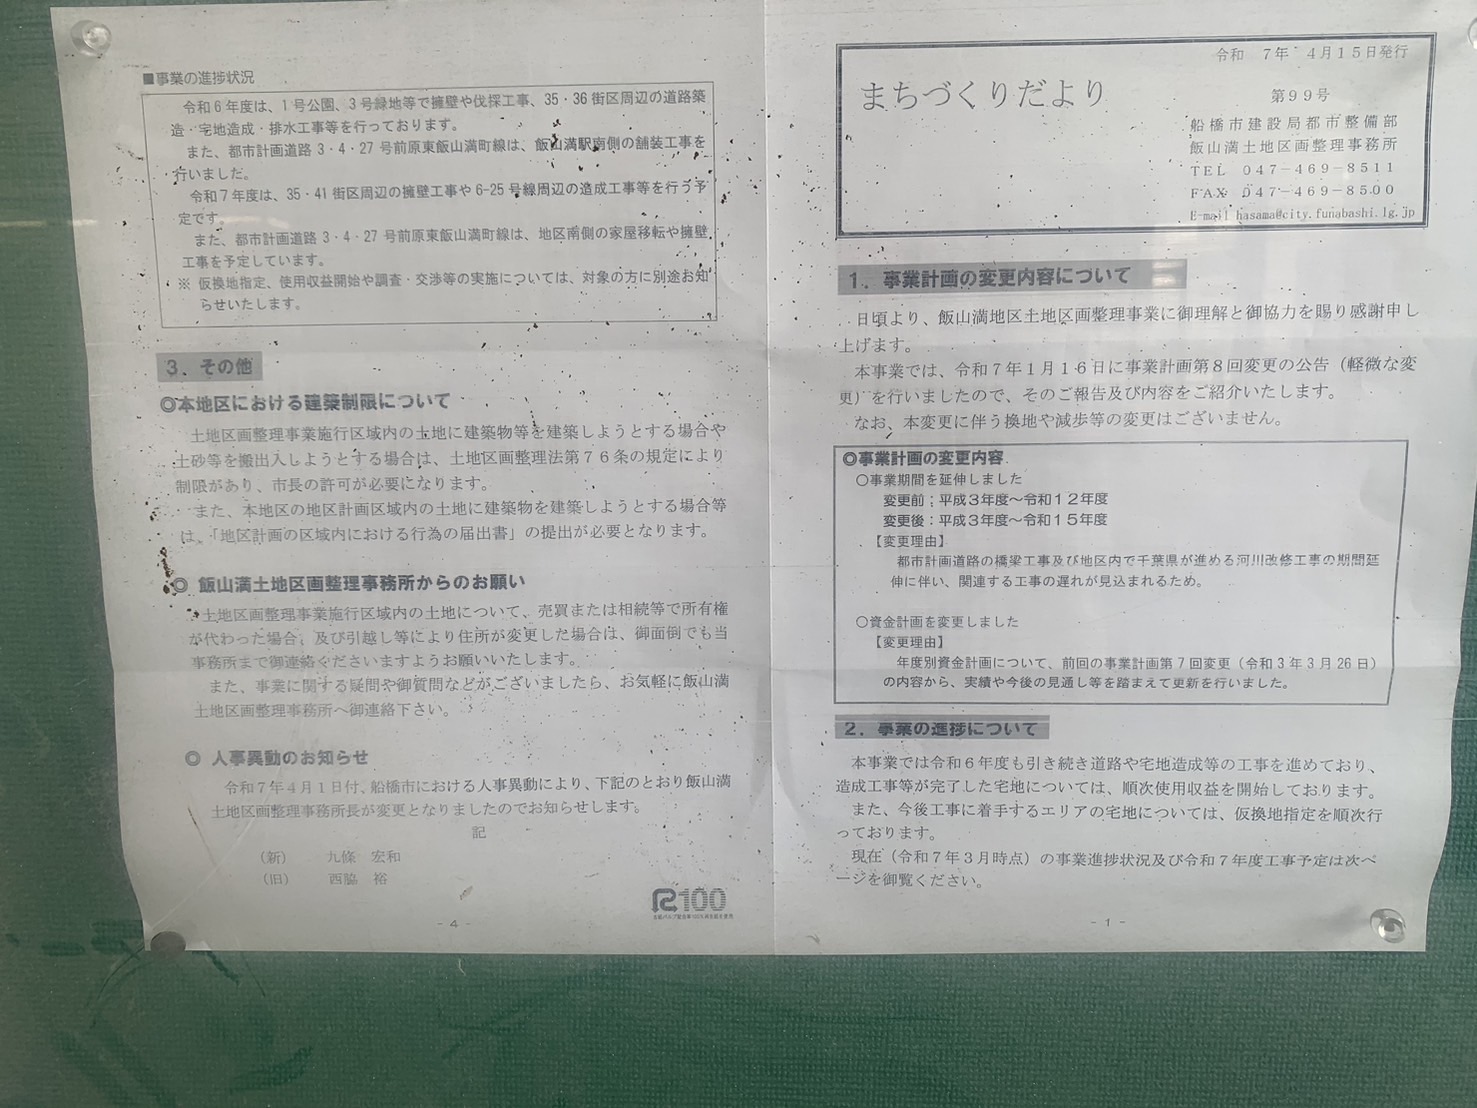 ■事業の進捗状況
令和6年度は、1号公園、3号緑地等で擁壁や伐採工事、35・36街区周辺の道路築
造・宅地造成・排水工事等を行っております。
また、都市計画道路3・4・27号前原東飯山満町線は、飯山満駅南側の舗装工事を
行いました。
令和7年度は、35・41街区周辺の擁壁工事や6-25号線周辺の造成工事等を行う予
定です。
また、都市計画道路3・4・27号前原東飯山満町線は、地区南側の家屋移転や擁壁
工事を予定しています。
※ 仮換地指定、使用収益開始や調査・交渉等の実施については、対象の方に別途お知
らせいたします。
3．その他
◎本地区における建築制限について
土地区画整理事業施行区域内の土地に建築物等を建築しようとする場合や
土砂等を搬出入しようとする場合は、土地区画整理法第７６条の規定により
制限があり、市長の許可が必要になります。
また、本地区の地区計画区域内の土地に建築物を建築しようとする場合等
は、「地区計画の区域内における行為の届出書」の提出が必要となります。
◎ 飯山満土地区画整理事務所からのお願い
土地区画整理事業施行区域内の土地について、売買または相続等で所有権
が代わった場合、及び引越し等により住所が変更した場合は、御面倒でも当
事務所まで御連絡くださいますようお願いいたします。
また、事業に関する疑問や御質問などがございましたら、お気軽に飯山満
土地区画整理事務所へ御連絡下さい。
◎ 人事異動のお知らせ
令和7年4月1日付、船橋市における人事異動により、下記のとおり飯山満
土地区画整理事務所長が変更となりましたのでお知らせします。
記
（新） 九條 宏和
（旧） 西脇 裕
R100
古紙パルプ配合率100％再生紙を使用
- 4 -
令和 7年 4月15日発行
まちづくりだより
第９９号
船橋市建設局都市整備部
飯山満土地区画整理事務所
ＴＥＬ ０４７－４６９－８５１１
ＦＡＸ ０４７－４６９－８５００
E-mail hasama@city.funabashi.lg.jp
1．事業計画の変更内容について
日頃より、飯山満地区土地区画整理事業に御理解と御協力を賜り感謝申し
上げます。
本事業では、令和７年１月１６日に事業計画第８回変更の公告（軽微な変
更）を行いましたので、そのご報告及び内容をご紹介いたします。
なお、本変更に伴う換地や減歩等の変更はございません。
◎事業計画の変更内容
○事業期間を延伸しました
変更前：平成３年度～令和１２年度
変更後：平成３年度～令和１５年度
【変更理由】
都市計画道路の橋梁工事及び地区内で千葉県が進める河川改修工事の期間延
伸に伴い、関連する工事の遅れが見込まれるため。
○資金計画を変更しました
【変更理由】
年度別資金計画について、前回の事業計画第７回変更（令和３年３月26日）
の内容から、実績や今後の見通し等を踏まえて更新を行いました。
2．事業の進捗について
本事業では令和６年度も引き続き道路や宅地造成等の工事を進めており、
造成工事等が完了した宅地については、順次使用収益を開始しております。
また、今後工事に着手するエリアの宅地については、仮換地指定を順次行
っております。
現在（令和７年３月時点）の事業進捗状況及び令和７年度工事予定は次ペ
ージを御覧ください。
- 1 -